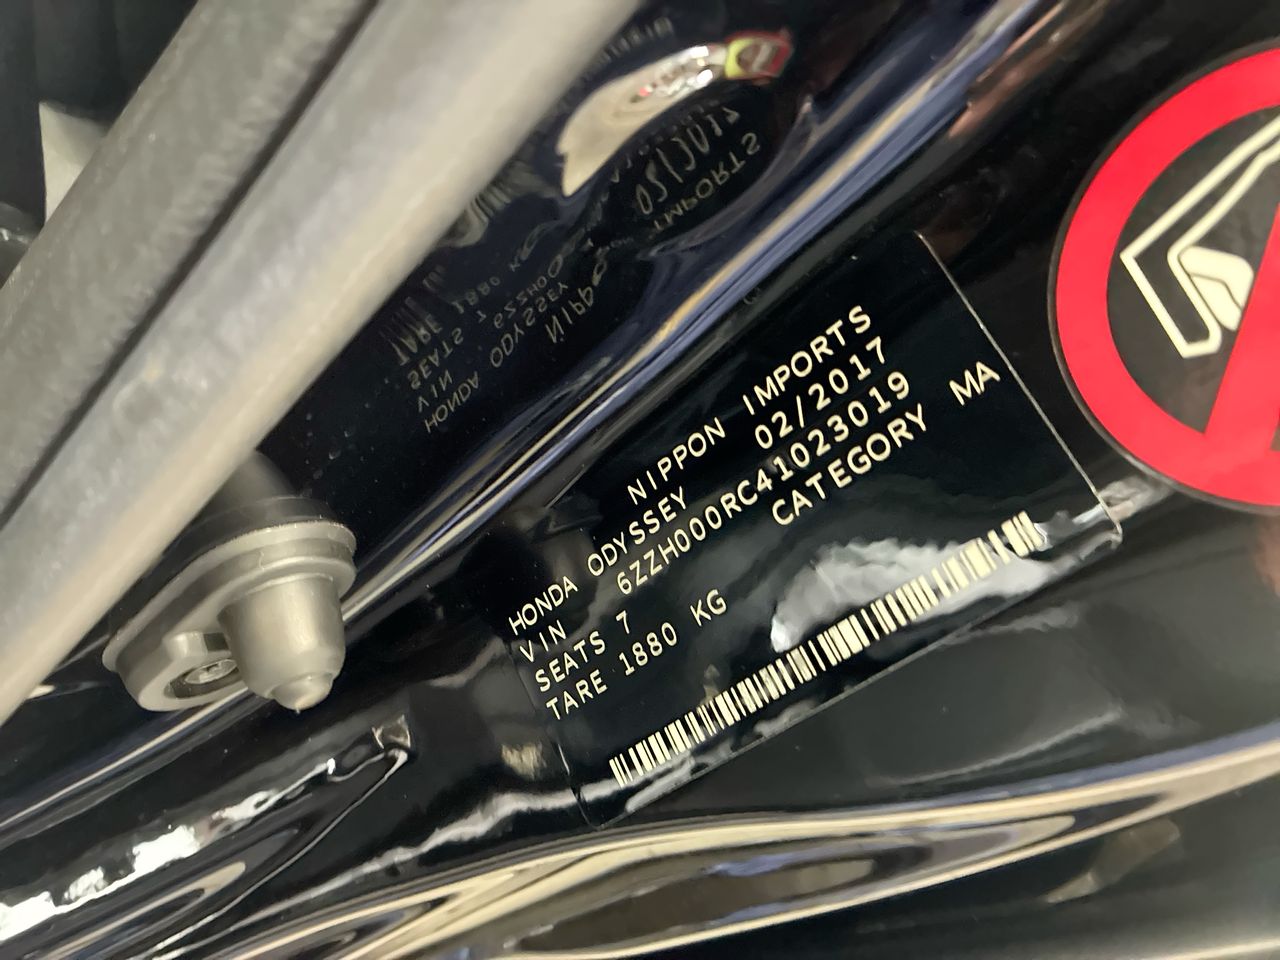 NIPPON IMPORTS
HONDA ODYSSEY 02/2017
VIN 6ZZH000RC41023019
SEATS 7 CATEGORY MA
TARE 1880 KG